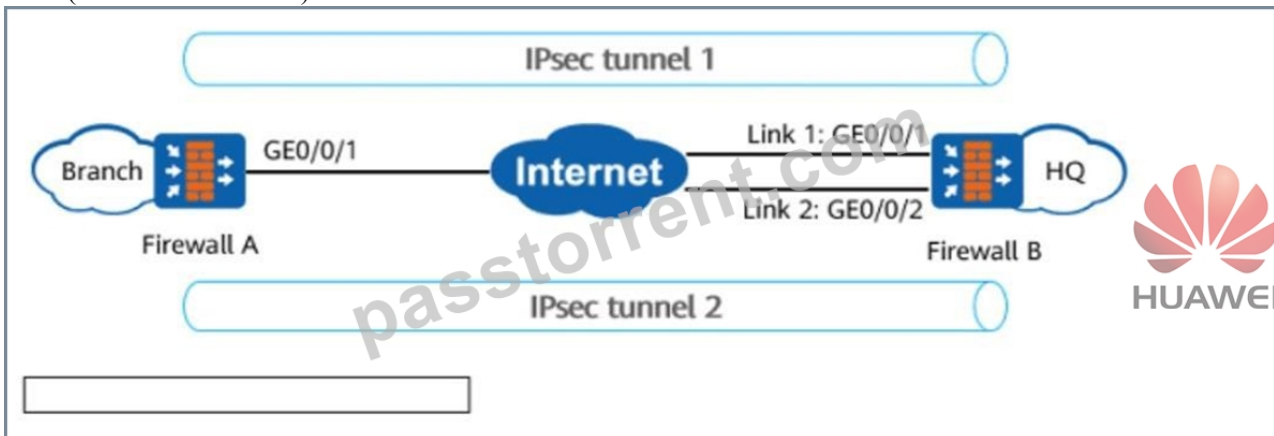 IPsec tunnel 1
Branch
GE0/0/1
Internet
Link 1: GE0/0/1
Link 2: GE0/0/2
HQ
Firewall A
Firewall B
IPsec tunnel 2
passtorrent.com
HUAWEI